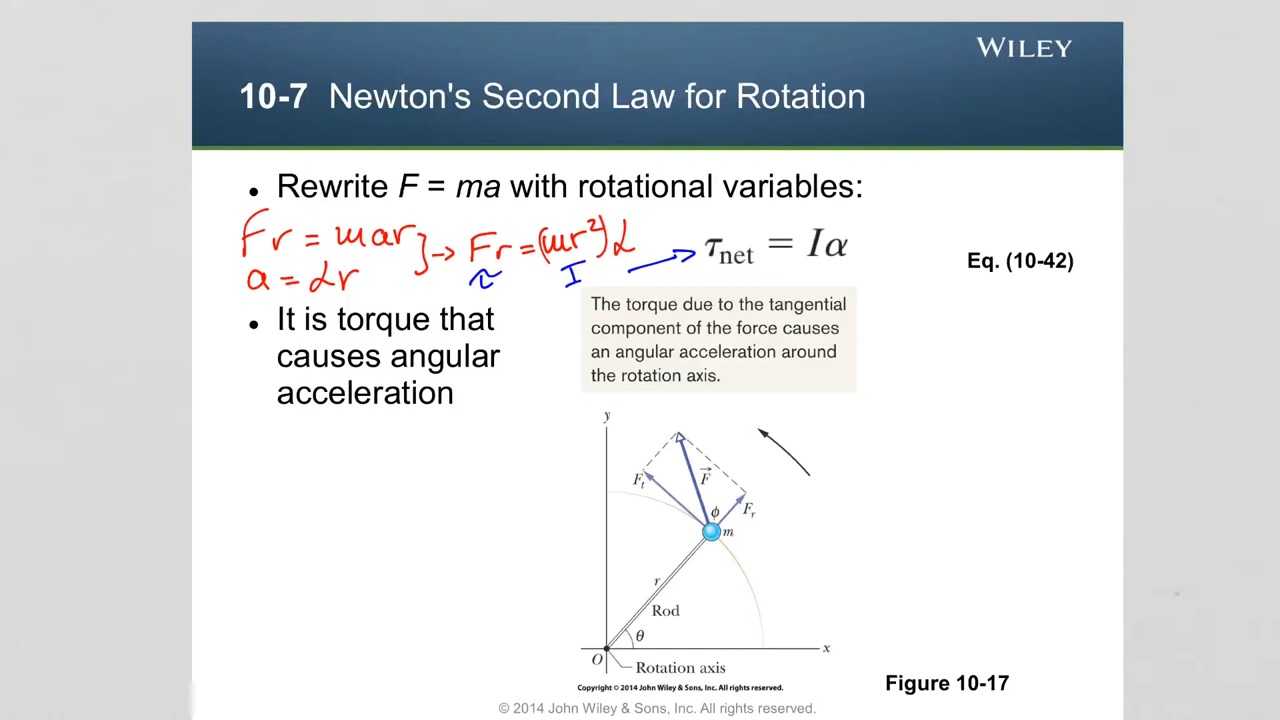 WILEY
10-7 Newton's Second Law for Rotation
• Rewrite F = ma with rotational variables:
Fr = mar } → Fr = (mr²)α
a = αr
τ I → τnet = Iα
Eq. (10-42)
• It is torque that
causes angular
acceleration
The torque due to the tangential
component of the force causes
an angular acceleration around
the rotation axis.
y
Ft
F
Fr
ϕ
m
r
Rod
θ
O
x
Rotation axis
Copyright © 2014 John Wiley & Sons, Inc. All rights reserved.
Figure 10-17
© 2014 John Wiley & Sons, Inc. All rights reserved.